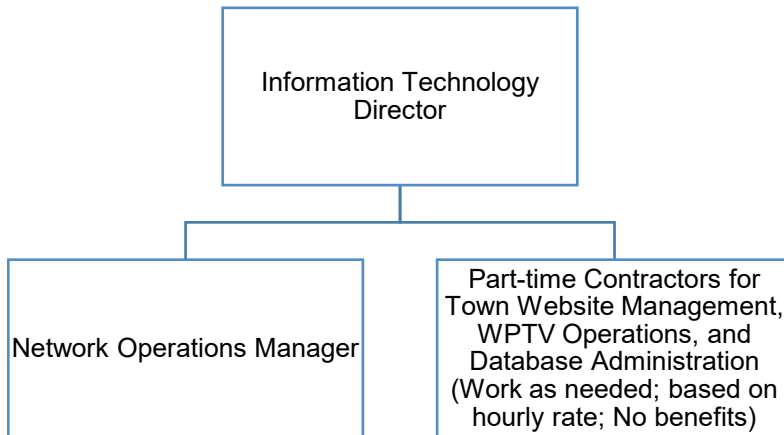 Information Technology
Director
Network Operations Manager
Part-time Contractors for
Town Website Management,
WPTV Operations, and
Database Administration
(Work as needed; based on
hourly rate; No benefits)